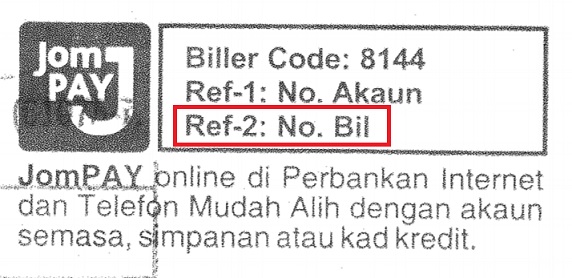 Jom
PAY
Biller Code: 8144
Ref-1: No. Akaun
Ref-2: No. Bil
JomPAY online di Perbankan Internet
dan Telefon Mudah Alih dengan akaun
semasa, simpanan atau kad kredit.